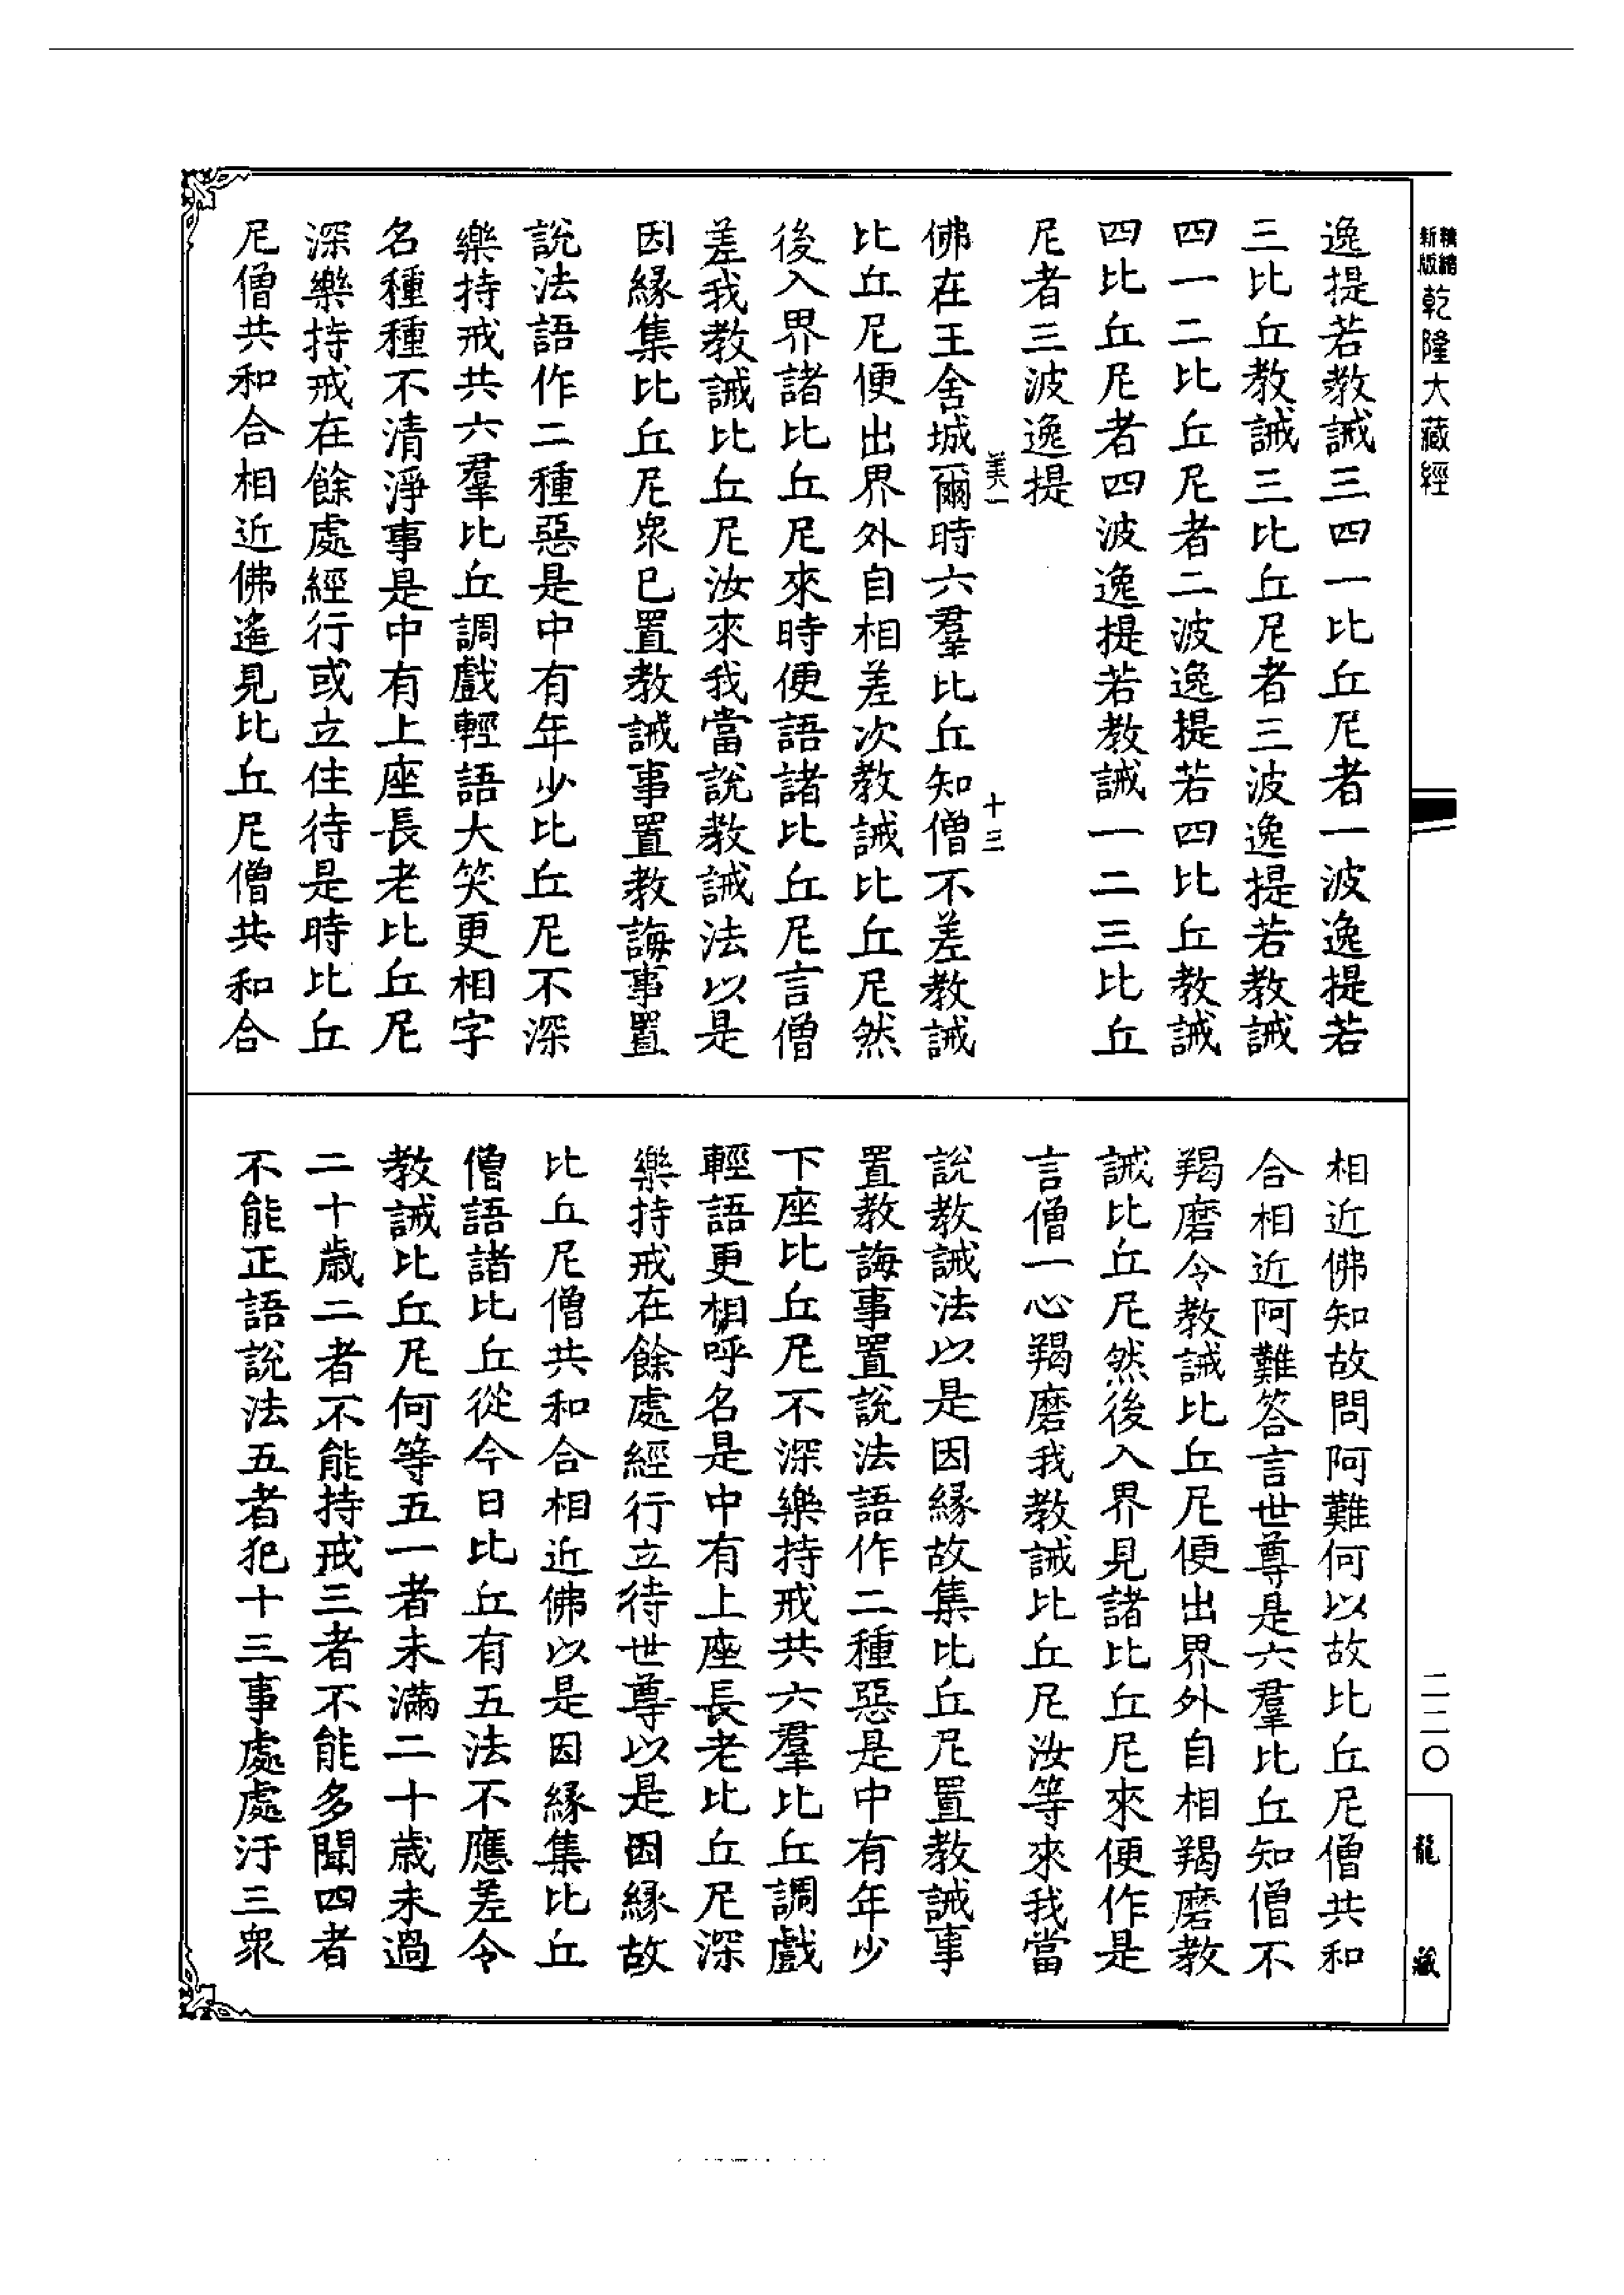 精縮新版乾隆大藏經
逸提若教誡三四一比丘尼者一波逸提若
三比丘教誡三比丘尼者三波逸提若教誡
四一二比丘尼者二波逸提若四比丘教誡
四比丘尼者四波逸提若教誡一二三比丘
尼者三波逸提
美一 十三
佛在王舍城爾時六羣比丘知僧不差教誡
比丘尼便出界外自相差次教誡比丘尼然
後入界諸比丘尼來時便語諸比丘尼言僧
差我教誡比丘尼汝來我當說教誡法以是
因緣集比丘尼衆已置教誡事置教誨事置
說法語作二種惡是中有年少比丘尼不深
樂持戒共六羣比丘調戲輕語大笑更相字
名種種不清淨事是中有上座長老比丘尼
深樂持戒在餘處經行或立住待是時比丘
尼僧共和合相近佛遙見比丘尼僧共和合
相近佛知故問阿難何以故比丘尼僧共和
合相近阿難答言世尊是六羣比丘知僧不
羯磨令教誡比丘尼便出界外自相羯磨教
誡比丘尼然後入界見諸比丘尼來便作是
言僧一心羯磨我教誡比丘尼汝等來我當
說教誡法以是因緣故集比丘尼置教誡事
置教誨事置說法語作二種惡是中有年少
下座比丘尼不深樂持戒共六羣比丘調戲
輕語更相呼名是中有上座長老比丘尼深
樂持戒在餘處經行立待世尊以是因緣故
比丘尼僧共和合相近佛以是因緣集比丘
僧語諸比丘從今日比丘有五法不應差令
教誡比丘尼何等五一者未滿二十歲未過
二十歲二者不能持戒三者不能多聞四者
不能正語說法五者犯十三事處處汙三衆
二二〇
龍藏